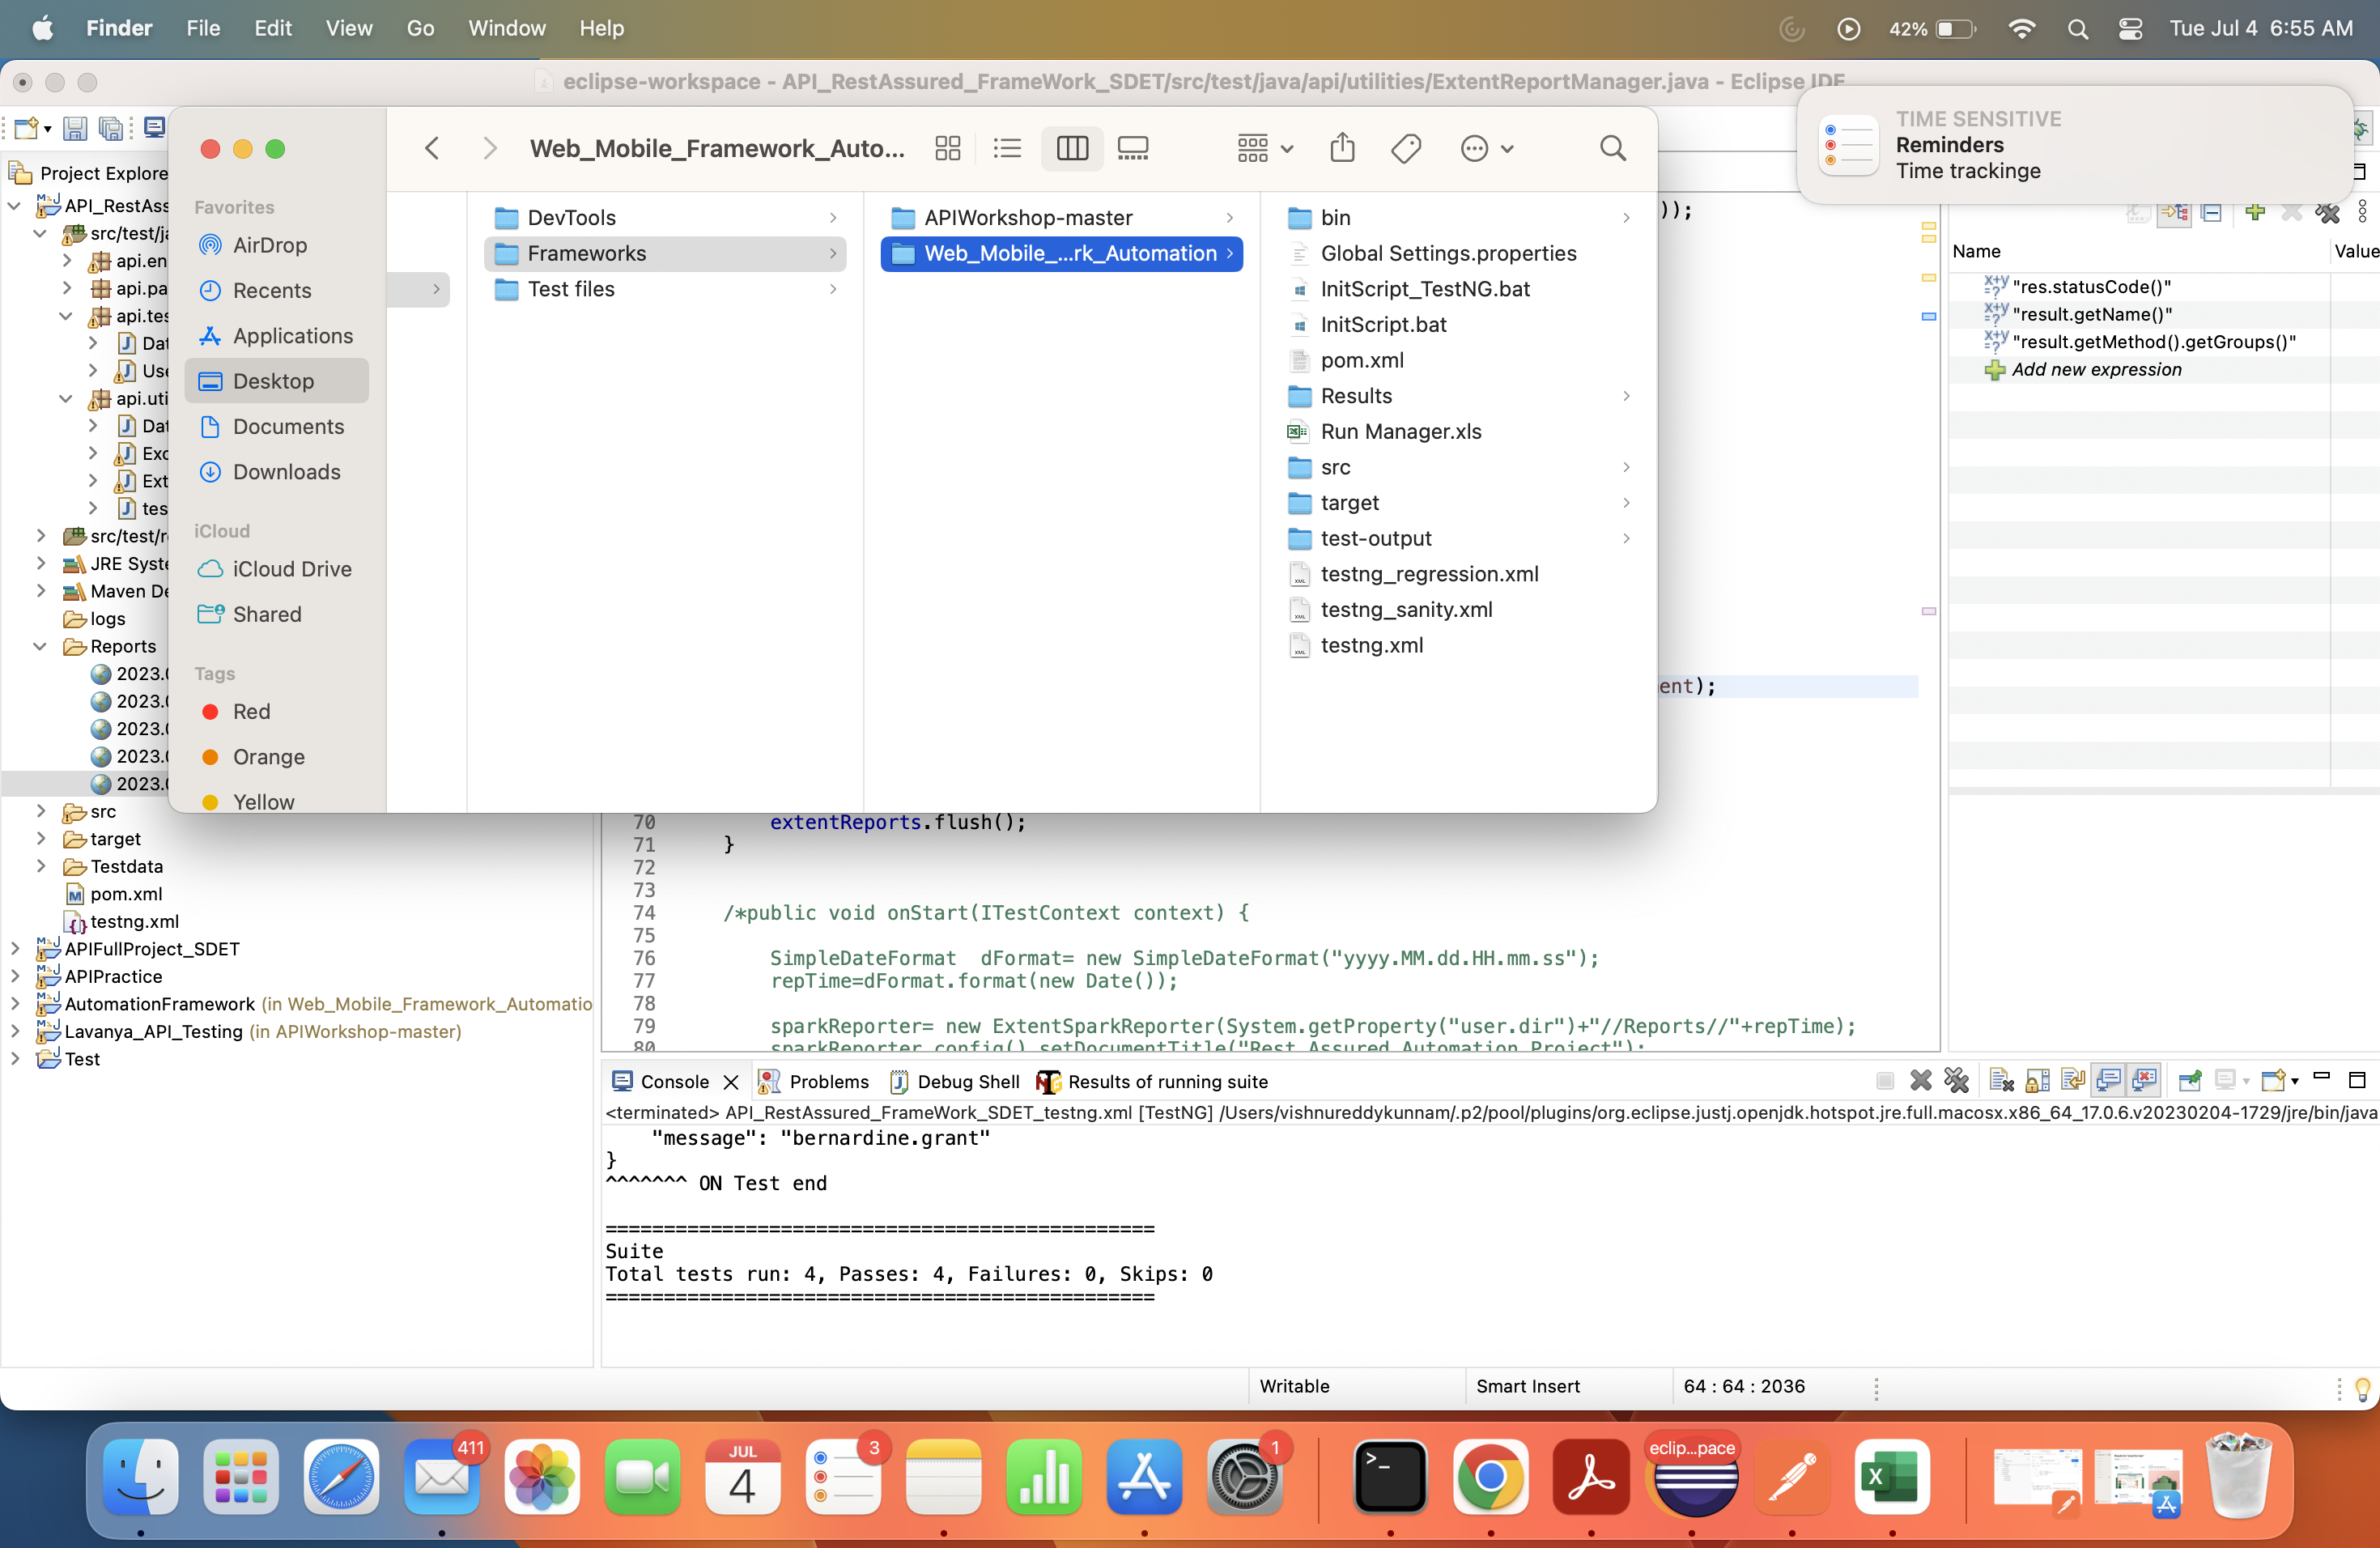 Finder File Edit View Go Window Help
42% Tue Jul 4 6:55 AM
eclipse-workspace - API_RestAssured_FrameWork_SDET/src/test/java/api/utilities/ExtentReportManager.java - Eclipse IDE
TIME SENSITIVE
Reminders
Time trackinge
Web_Mobile_Framework_Auto...
Favorites
AirDrop
Recents
Applications
Desktop
Documents
Downloads
iCloud
iCloud Drive
Shared
Tags
Red
Orange
Yellow
DevTools
Frameworks
Test files
APIWorkshop-master
Web_Mobile_...rk_Automation
bin
Global Settings.properties
InitScript_TestNG.bat
InitScript.bat
pom.xml
Results
Run Manager.xls
src
target
test-output
testng_regression.xml
testng_sanity.xml
testng.xml
Project Explore
API_RestAss
src/test/ja
api.en
api.pa
api.tes
Dat
Use
api.uti
Dat
Exc
Ext
tes
src/test/r
JRE Syste
Maven De
logs
Reports
2023.0
2023.0
2023.0
2023.0
2023.0
src
target
Testdata
pom.xml
testng.xml
APIFullProject_SDET
APIPractice
AutomationFramework (in Web_Mobile_Framework_Automatio
Lavanya_API_Testing (in APIWorkshop-master)
Test
));
ent);
70 extentReports.flush();
71 }
72
73
74 /*public void onStart(ITestContext context) {
75
76 SimpleDateFormat dFormat= new SimpleDateFormat("yyyy.MM.dd.HH.mm.ss");
77 repTime=dFormat.format(new Date());
78
79 sparkReporter= new ExtentSparkReporter(System.getProperty("user.dir")+"//Reports//"+repTime);
80 sparkReporter.config().setDocumentTitle("Rest Assured Automation Project");
Name Value
"res.statusCode()"
"result.getName()"
"result.getMethod().getGroups()"
Add new expression
Console Problems Debug Shell Results of running suite
<terminated> API_RestAssured_FrameWork_SDET_testng.xml [TestNG] /Users/vishnureddykunnam/.p2/pool/plugins/org.eclipse.justj.openjdk.hotspot.jre.full.macosx.x86_64_17.0.6.v20230204-1729/jre/bin/java
"message": "bernardine.grant"
}
^^^^^^^ ON Test end
===============================================
Suite
Total tests run: 4, Passes: 4, Failures: 0, Skips: 0
===============================================
Writable Smart Insert 64 : 64 : 2036
411
JUL
4
3
1
eclip...pace